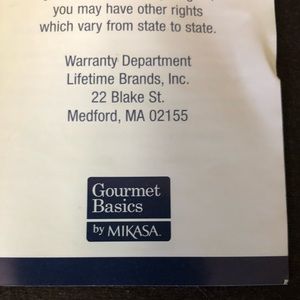 you may have other rights
which vary from state to state.
Warranty Department
Lifetime Brands, Inc.
22 Blake St.
Medford, MA 02155
Gourmet
Basics
by MIKASA.